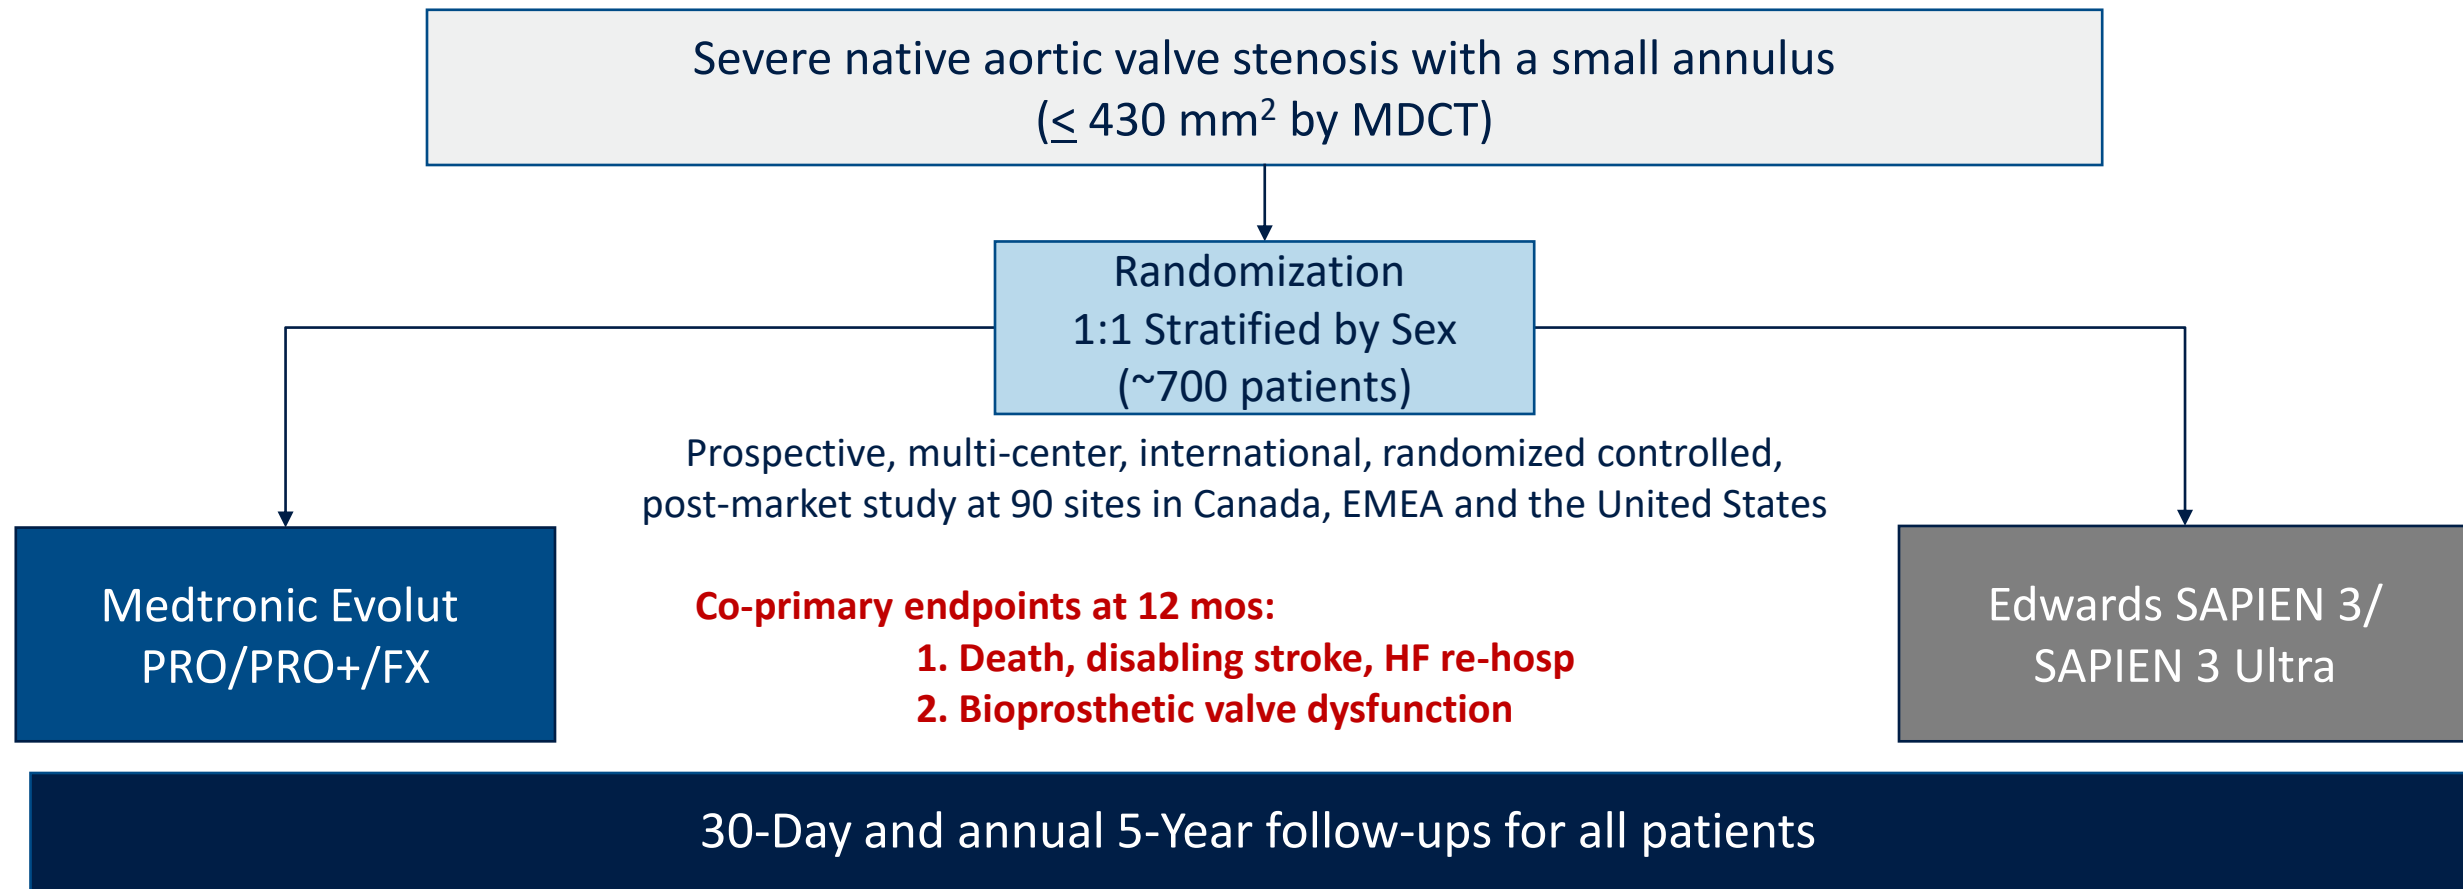 Severe native aortic valve stenosis with a small annulus
(≤ 430 mm² by MDCT)
Randomization
1:1 Stratified by Sex
(~700 patients)
Prospective, multi-center, international, randomized controlled,
post-market study at 90 sites in Canada, EMEA and the United States
Medtronic Evolut
PRO/PRO+/FX
Co-primary endpoints at 12 mos:
1. Death, disabling stroke, HF re-hosp
2. Bioprosthetic valve dysfunction
Edwards SAPIEN 3/
SAPIEN 3 Ultra
30-Day and annual 5-Year follow-ups for all patients